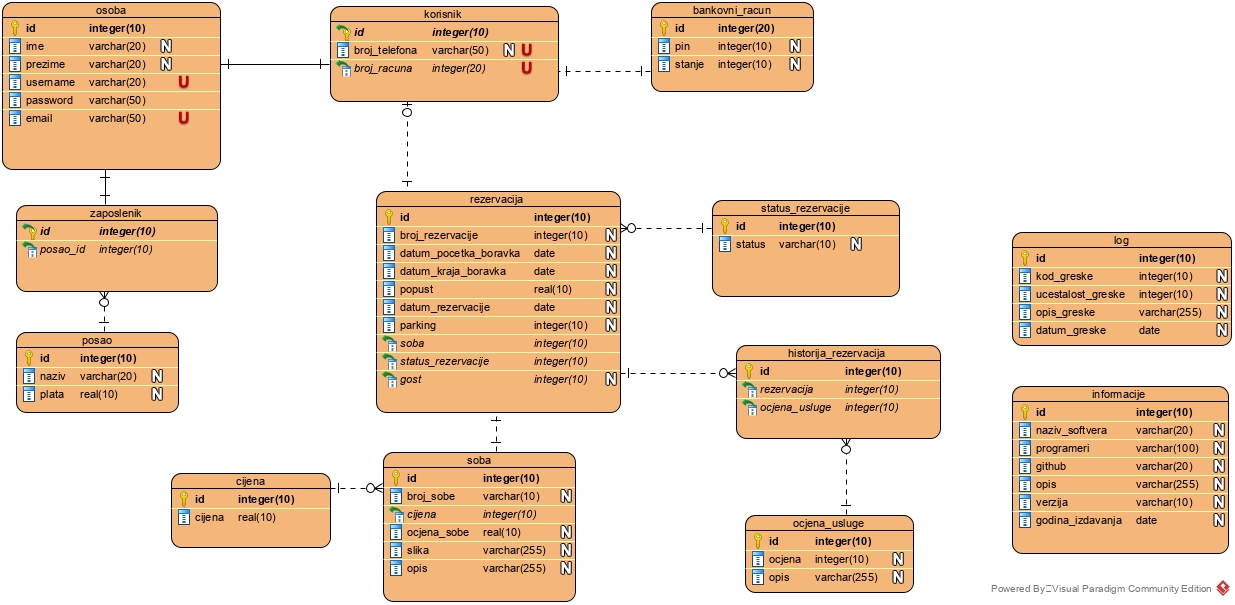 osoba
id integer(10)
ime varchar(20) N
prezime varchar(20) N
username varchar(20) U
password varchar(50)
email varchar(50) U
korisnik
id integer(10)
broj_telefona varchar(50) N U
broj_racuna integer(20) U
bankovni_racun
id integer(20)
pin integer(10) N
stanje integer(10) N
zaposlenik
id integer(10)
posao_id integer(10)
posao
id integer(10)
naziv varchar(20) N
plata real(10) N
rezervacija
id integer(10)
broj_rezervacije integer(10) N
datum_pocetka_boravka date N
datum_kraja_boravka date N
popust real(10) N
datum_rezervacije date N
parking integer(10) N
soba integer(10)
status_rezervacije integer(10)
gost integer(10) N
status_rezervacije
id integer(10)
status varchar(10) N
historija_rezervacija
id integer(10)
rezervacija integer(10)
ocjena_usluge integer(10)
log
id integer(10)
kod_greske integer(10) N
ucestalost_greske integer(10) N
opis_greske varchar(255) N
datum_greske date N
informacije
id integer(10)
naziv_softvera varchar(20) N
programeri varchar(100) N
github varchar(20) N
opis varchar(255) N
verzija varchar(10) N
godina_izdavanja date N
cijena
id integer(10)
cijena real(10)
soba
id integer(10)
broj_sobe varchar(10) N
cijena integer(10)
ocjena_sobe real(10) N
slika varchar(255) N
opis varchar(255) N
ocjena_usluge
id integer(10)
ocjena integer(10) N
opis varchar(255) N
Powered By Visual Paradigm Community Edition